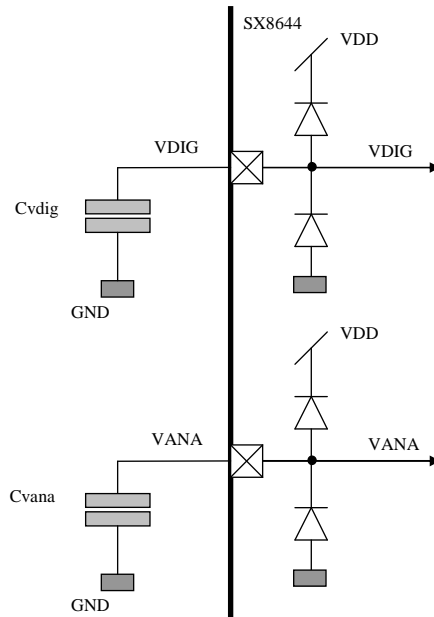 SX8644
VDD
VDIG
VDIG
Cvdig
GND
VDD
VANA
VANA
Cvana
GND